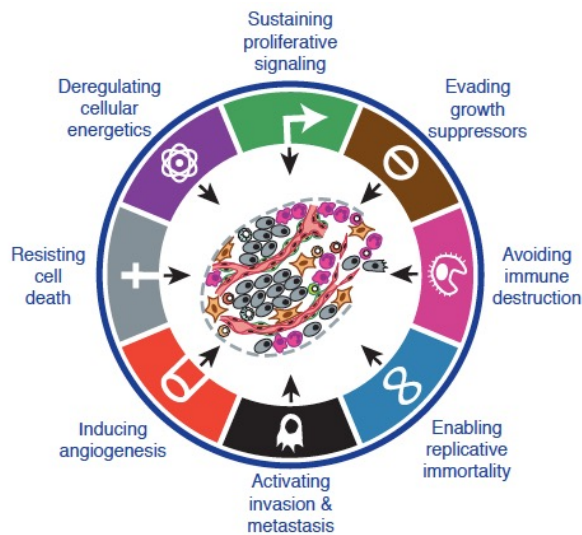 Sustaining
proliferative
signaling
Deregulating
cellular
energetics
Evading
growth
suppressors
Resisting
cell
death
Avoiding
immune
destruction
Inducing
angiogenesis
Enabling
replicative
immortality
Activating
invasion &
metastasis